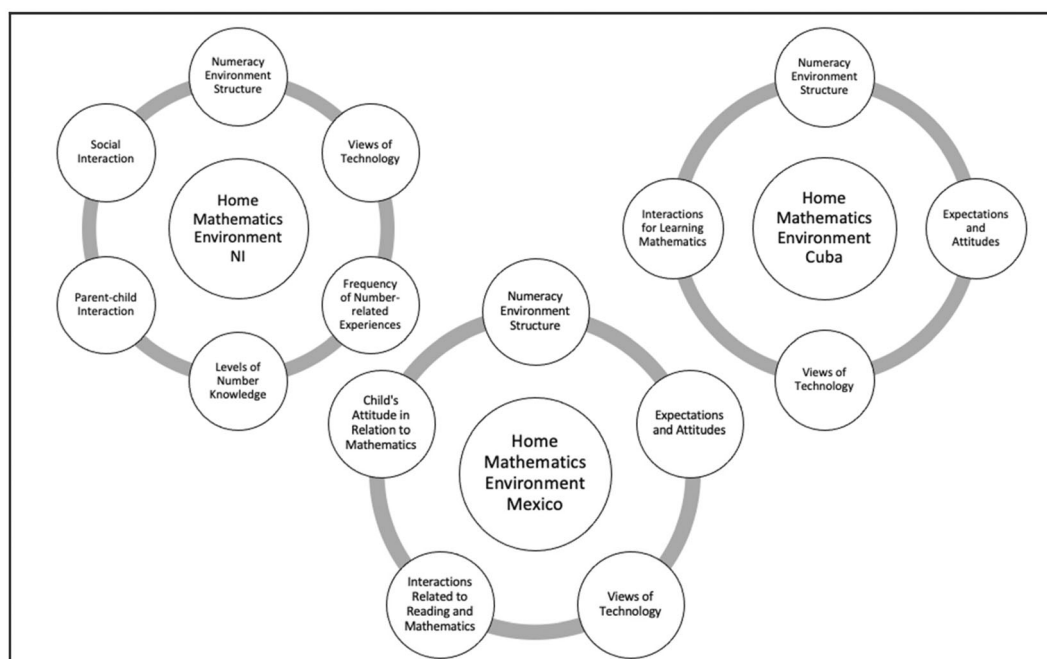 Numeracy
Environment
Structure
Views of
Technology
Frequency
of Number-
related
Experiences
Levels of
Number
Knowledge
Parent-child
Interaction
Social
Interaction
Home
Mathematics
Environment
NI
Numeracy
Environment
Structure
Expectations
and
Attitudes
Views of
Technology
Interactions
for Learning
Mathematics
Home
Mathematics
Environment
Cuba
Numeracy
Environment
Structure
Expectations
and Attitudes
Views of
Technology
Interactions
Related to
Reading and
Mathematics
Child's
Attitude in
Relation to
Mathematics
Home
Mathematics
Environment
Mexico